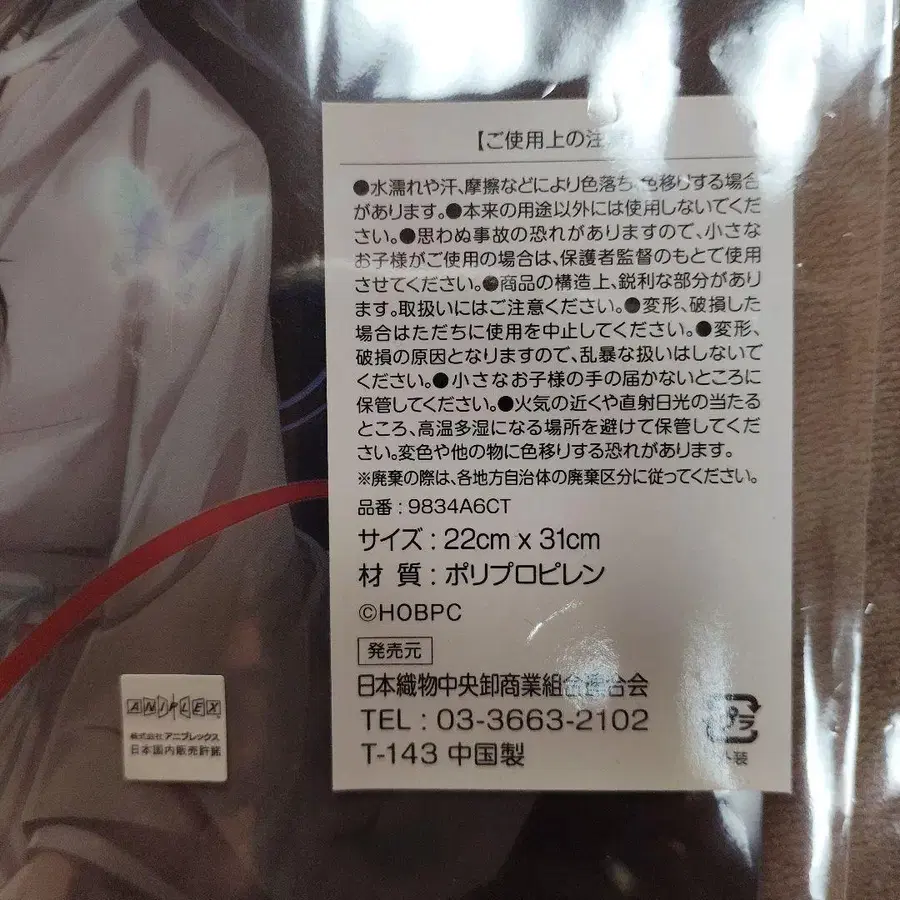 【ご使用上の注
●水濡れや汗、摩擦などにより色落ち、色移りする場合
があります。●本来の用途以外には使用しないでくだ
さい。●思わぬ事故の恐れがありますので、小さな
お子様がご使用の場合は、保護者監督のもとで使用
させてください。●商品の構造上、鋭利な部分があり
ます。取扱いにはご注意ください。●変形、破損した
場合はただちに使用を中止してください。●変形、
破損の原因となりますので、乱暴な扱いはしないで
ください。●小さなお子様の手の届かないところに
保管してください。●火気の近くや直射日光の当たる
ところ、高温多湿になる場所を避けて保管してくだ
さい。変色や他の物に色移りする恐れがあります。
※廃棄の際は、各地方自治体の廃棄区分に従ってください。
品番:9834A6CT
サイズ:22cm x 31cm
材 質:ポリプロピレン
©HOBPC
発売元
日本織物中央卸商業組合連合会
TEL:03-3663-2102
T-143 中国製
プラ
外装
ANIPLEX
株式会社アニプレックス
日本国内販売許諾